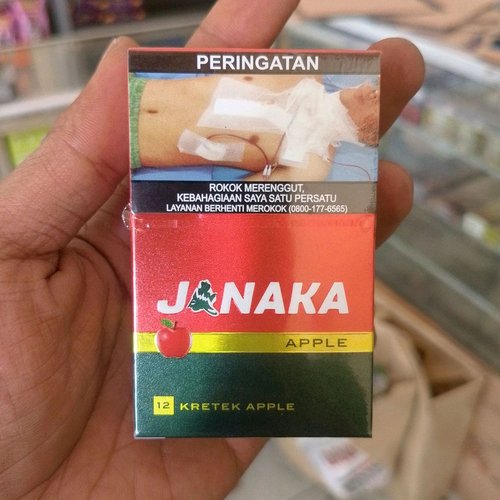 PERINGATAN
ROKOK MERENGGUT,
KEBAHAGIAAN SAYA SATU PERSATU
LAYANAN BERHENTI MEROKOK (0800-177-6565)
JANAKA
APPLE
12 KRETEK APPLE